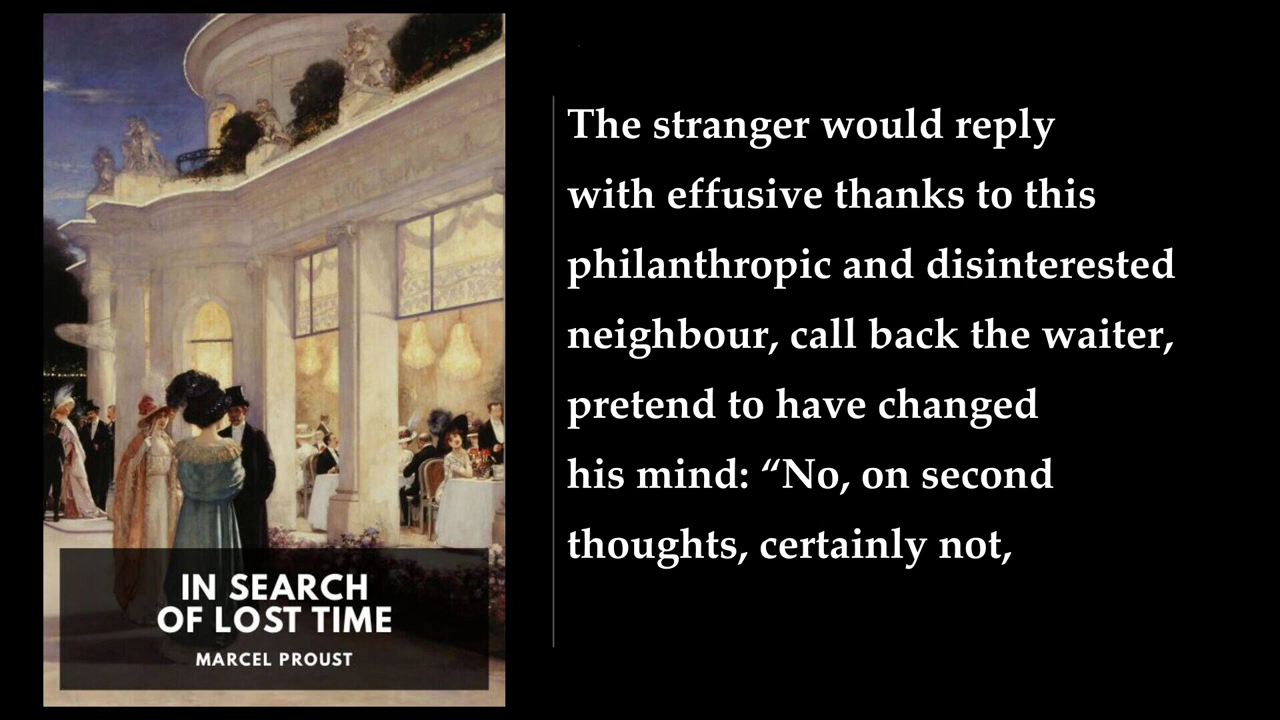 IN SEARCH
OF LOST TIME
MARCEL PROUST
The stranger would reply
with effusive thanks to this
philanthropic and disinterested
neighbour, call back the waiter,
pretend to have changed
his mind: “No, on second
thoughts, certainly not,